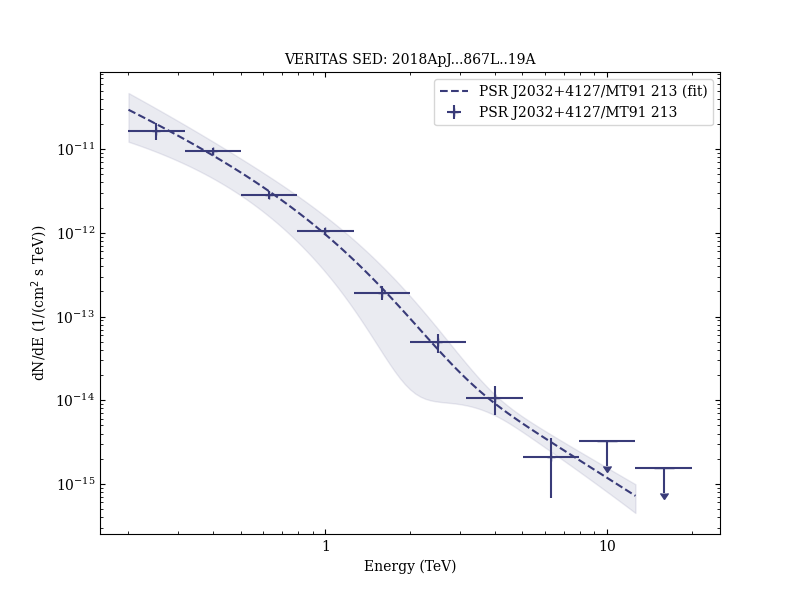 VERITAS SED: 2018ApJ...867L..19A
PSR J2032+4127/MT91 213 (fit)
PSR J2032+4127/MT91 213
dN/dE (1/(cm² s TeV))
10⁻¹¹
10⁻¹²
10⁻¹³
10⁻¹⁴
10⁻¹⁵
1
10
Energy (TeV)